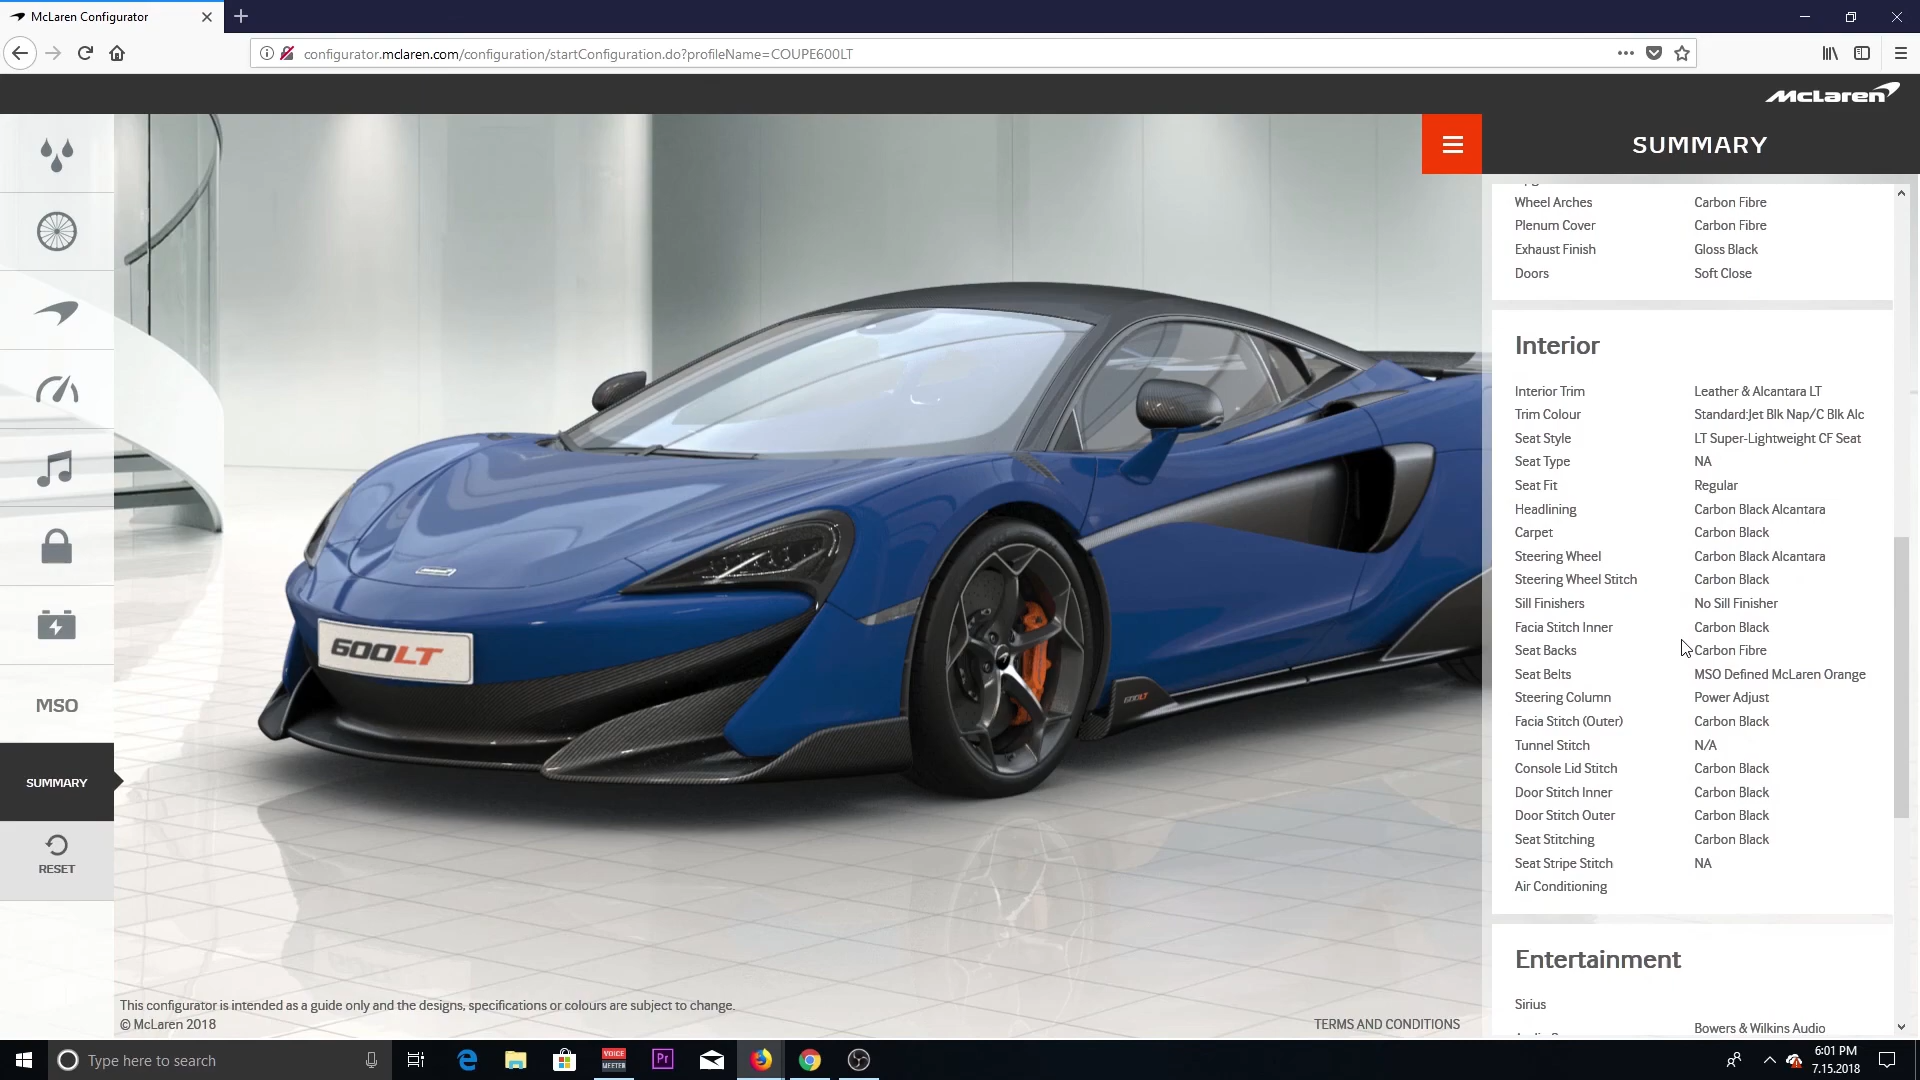 McLaren Configurator
configurator.mclaren.com/configuration/startConfiguration.do?profileName=COUPE600LT
McLaren
SUMMARY
Wheel Arches Carbon Fibre
Plenum Cover Carbon Fibre
Exhaust Finish Gloss Black
Doors Soft Close
Interior
Interior Trim Leather & Alcantara LT
Trim Colour Standard:Jet Blk Nap/C Blk Alc
Seat Style LT Super-Lightweight CF Seat
Seat Type NA
Seat Fit Regular
Headlining Carbon Black Alcantara
Carpet Carbon Black
Steering Wheel Carbon Black Alcantara
Steering Wheel Stitch Carbon Black
Sill Finishers No Sill Finisher
Facia Stitch Inner Carbon Black
Seat Backs Carbon Fibre
Seat Belts MSO Defined McLaren Orange
Steering Column Power Adjust
Facia Stitch (Outer) Carbon Black
Tunnel Stitch N/A
Console Lid Stitch Carbon Black
Door Stitch Inner Carbon Black
Door Stitch Outer Carbon Black
Seat Stitching Carbon Black
Seat Stripe Stitch NA
Air Conditioning
Entertainment
Sirius
Bowers & Wilkins Audio
MSO
SUMMARY
RESET
600LT
600LT
This configurator is intended as a guide only and the designs, specifications or colours are subject to change.
© McLaren 2018
TERMS AND CONDITIONS
Type here to search
VOICE
MEETER
Pr
6:01 PM
7.15.2018